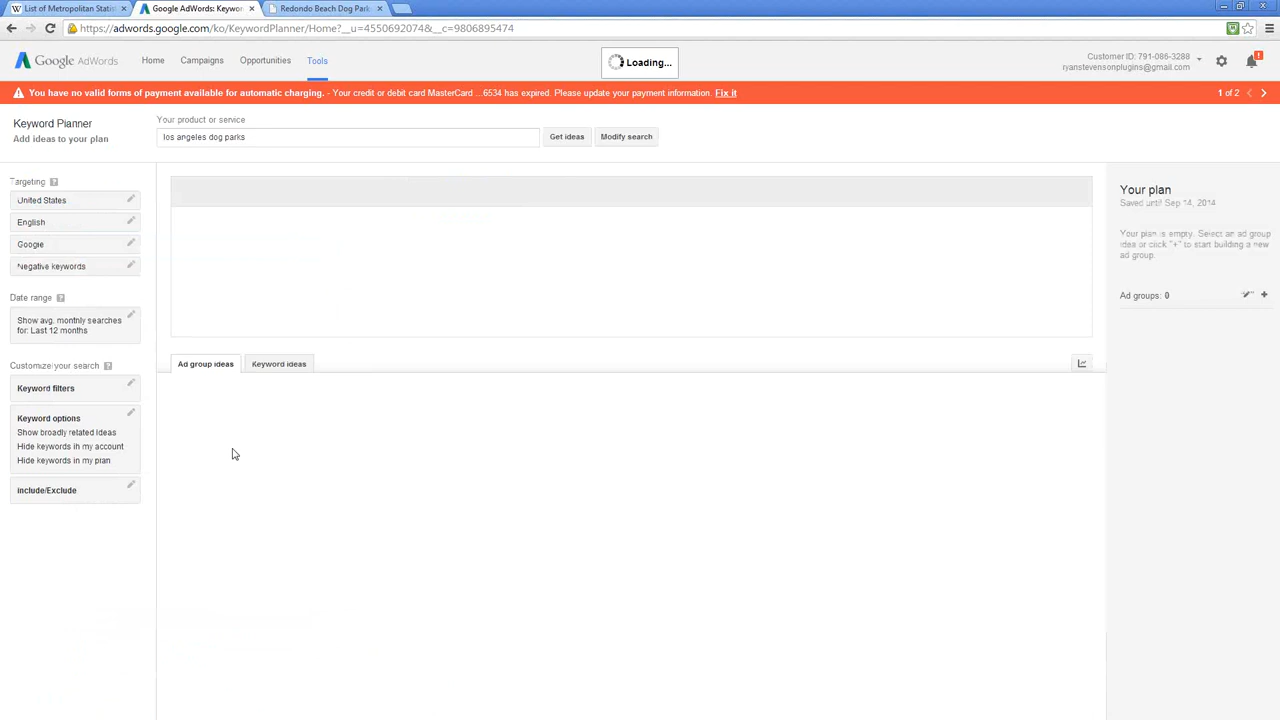 List of Metropolitan Statis
Google AdWords: Keywor
Redondo Beach Dog Park
https://adwords.google.com/ko/KeywordPlanner/Home?__u=4550692074&__c=9806895474
Google AdWords
Home
Campaigns
Opportunities
Tools
Loading...
Customer ID: 791-086-3288
ryanstevensonplugins@gmail.com
You have no valid forms of payment available for automatic charging. - Your credit or debit card MasterCard ...6534 has expired. Please update your payment information. Fix it
1 of 2
Keyword Planner
Add ideas to your plan
Your product or service
los angeles dog parks
Get ideas
Modify search
Targeting ?
United States
English
Google
Negative keywords
Date range ?
Show avg. monthly searches
for: Last 12 months
Customize your search ?
Keyword filters
Keyword options
Show broadly related ideas
Hide keywords in my account
Hide keywords in my plan
Include/Exclude
Ad group ideas
Keyword ideas
Your plan
Saved until Sep 14, 2014
Your plan is empty. Select an ad group
idea or click "+" to start building a new
ad group.
Ad groups: 0